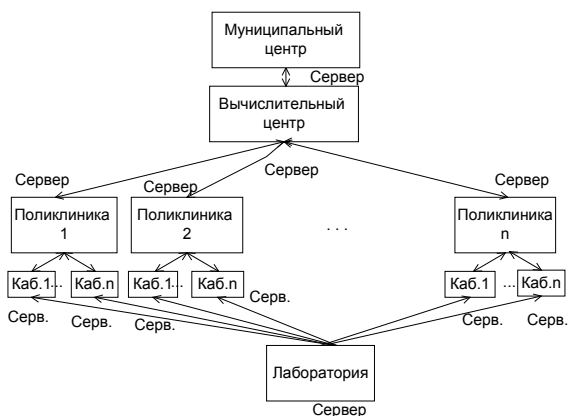 Муниципальный
центр
Сервер
Вычислительный
центр
Сервер
Сервер
Сервер
Сервер
Поликлиника
1
Поликлиника
2
. . .
Поликлиника
n
Каб.1
...
Каб.n
Каб.1
...
Каб.n
Каб.1
...
Каб.n
Серв.
Серв.
Серв.
Серв.
Серв.
Серв.
Лаборатория
Сервер